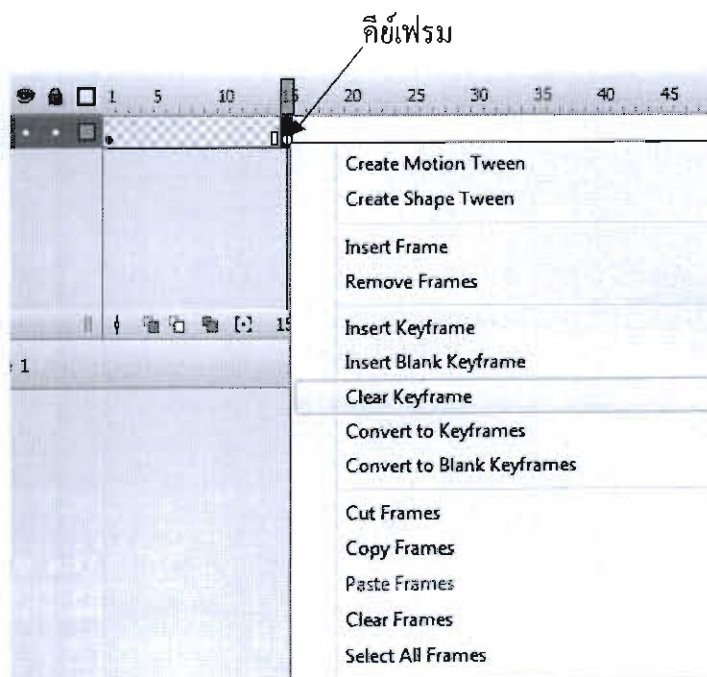 คีย์เฟรม
1 5 10 15 20 25 30 35 40 45
Create Motion Tween
Create Shape Tween
Insert Frame
Remove Frames
15
Insert Keyframe
1
Insert Blank Keyframe
Clear Keyframe
Convert to Keyframes
Convert to Blank Keyframes
Cut Frames
Copy Frames
Paste Frames
Clear Frames
Select All Frames